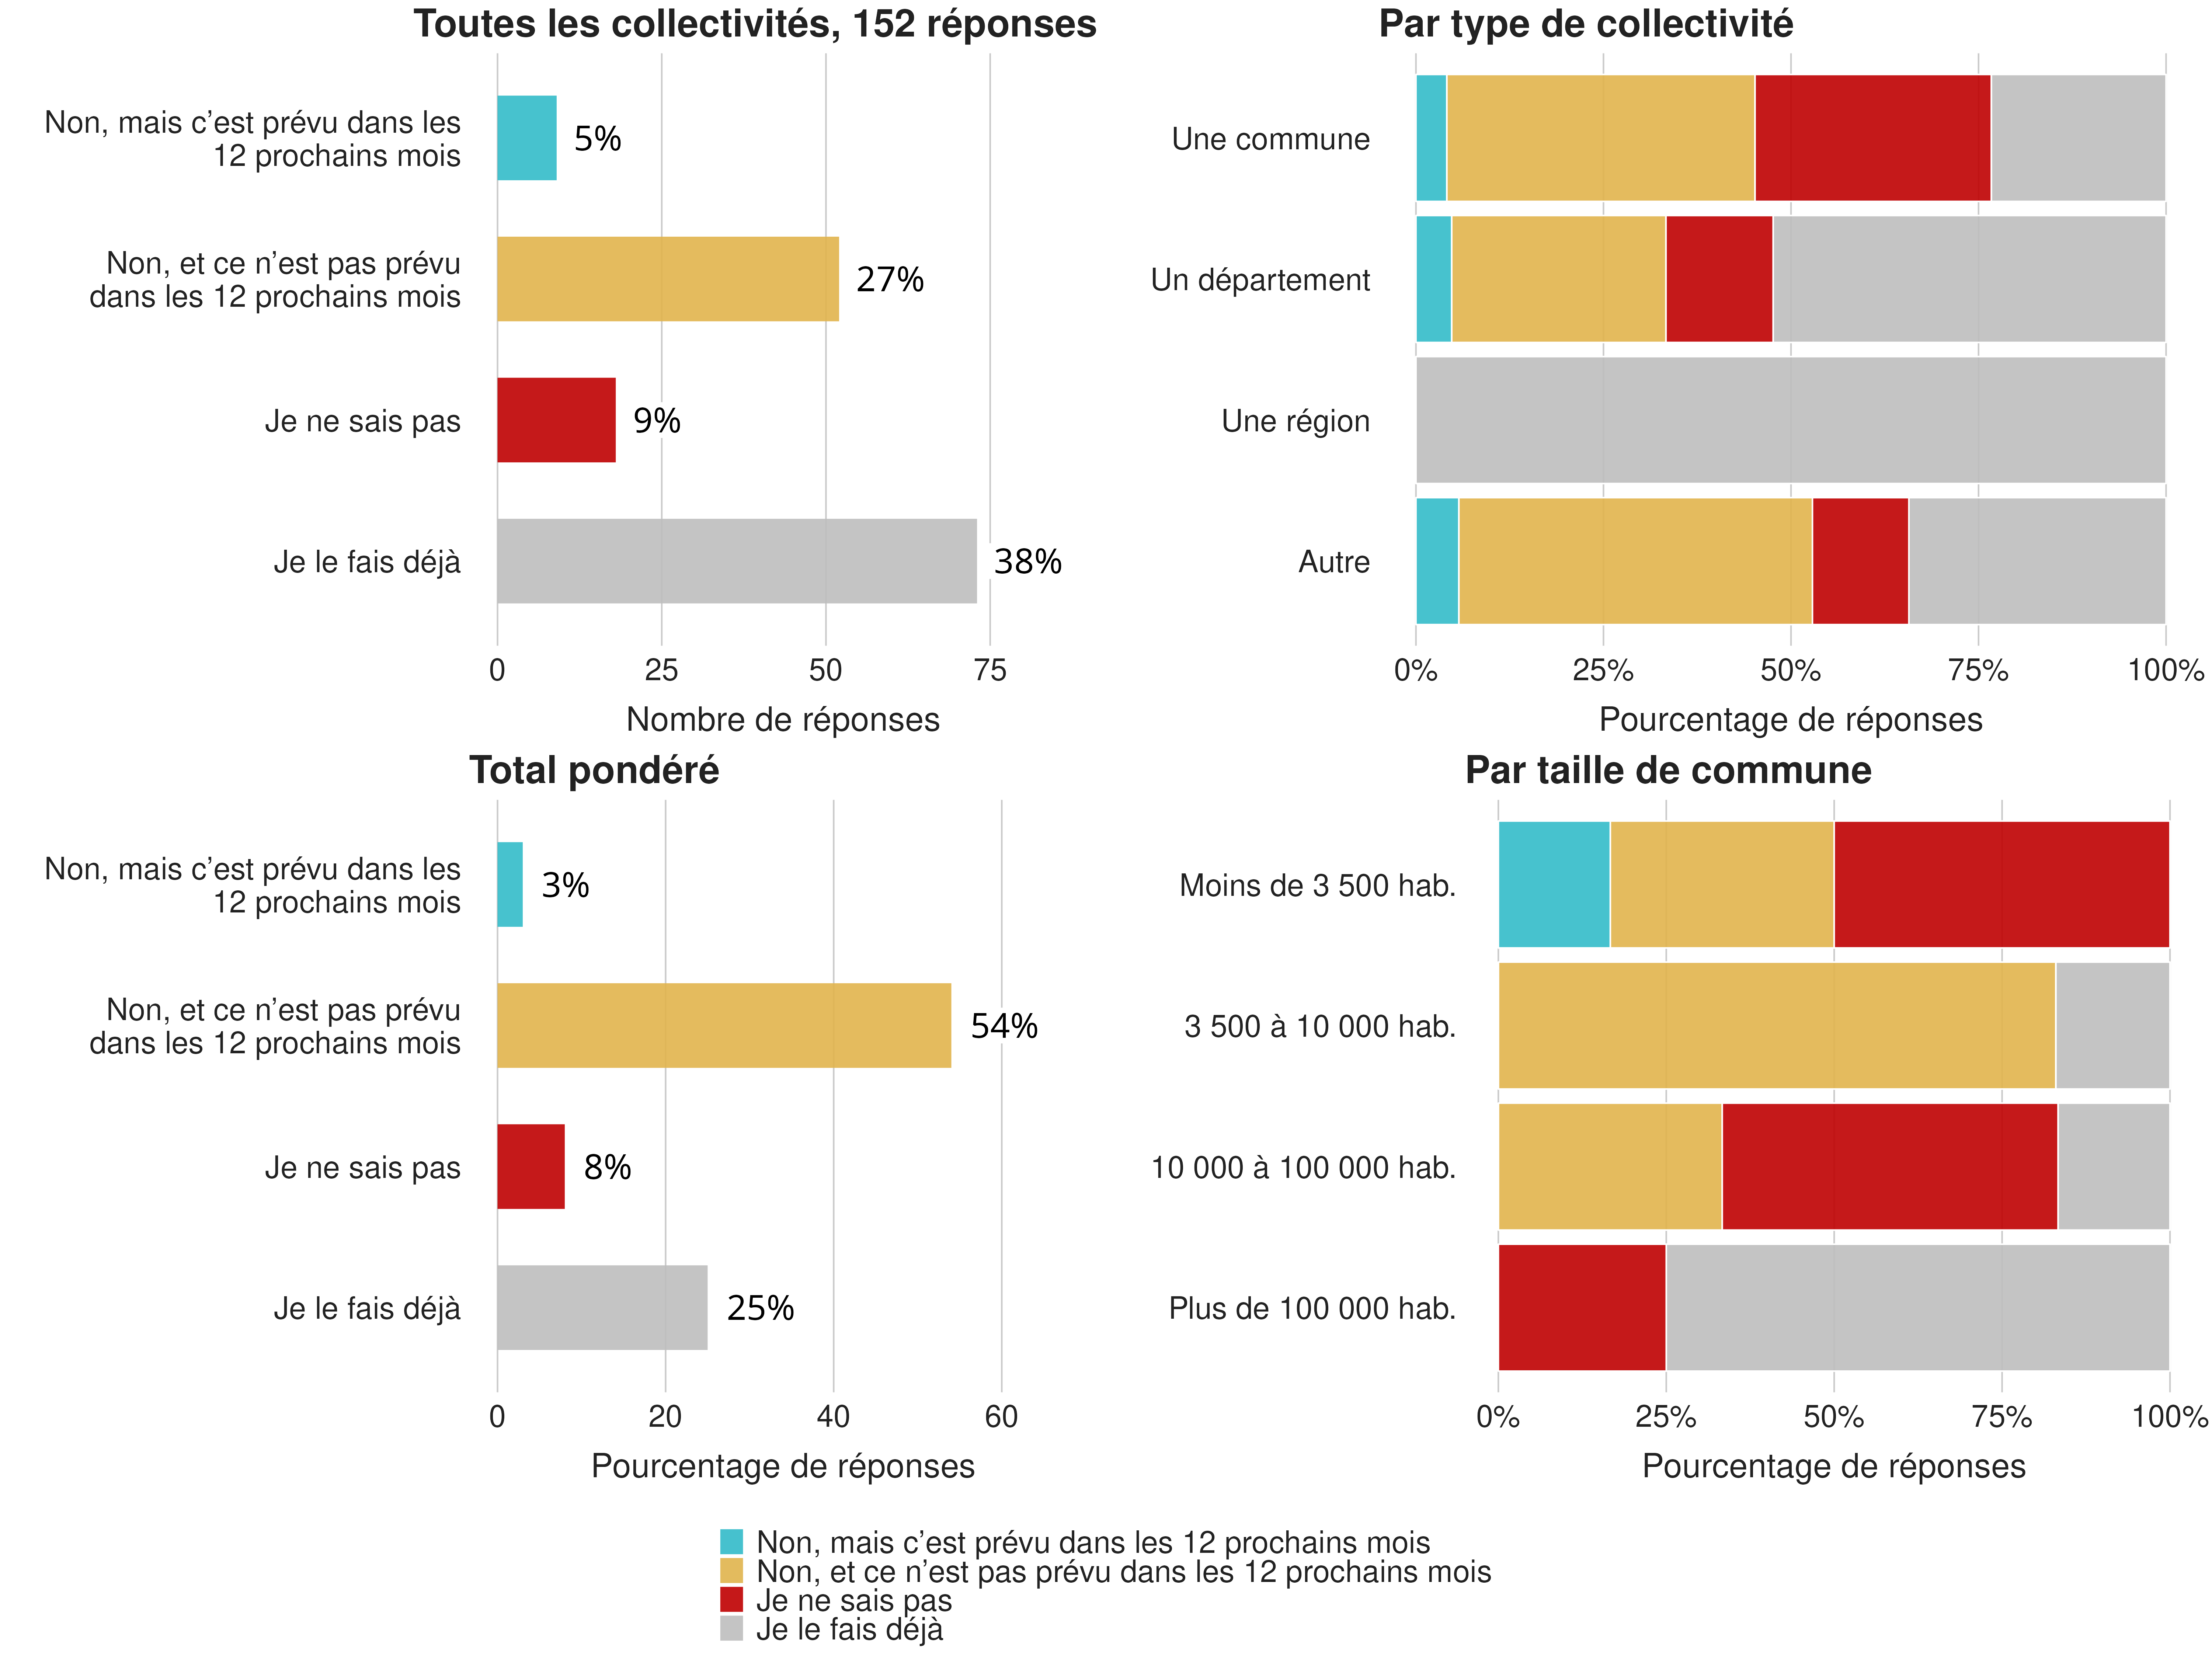 Toutes les collectivités, 152 réponses
Non, mais c’est prévu dans les
12 prochains mois
5%
Non, et ce n’est pas prévu
dans les 12 prochains mois
27%
Je ne sais pas
9%
Je le fais déjà
38%
0 25 50 75
Nombre de réponses
Par type de collectivité
Une commune
Un département
Une région
Autre
0% 25% 50% 75% 100%
Pourcentage de réponses
Total pondéré
Non, mais c’est prévu dans les
12 prochains mois
3%
Non, et ce n’est pas prévu
dans les 12 prochains mois
54%
Je ne sais pas
8%
Je le fais déjà
25%
0 20 40 60
Pourcentage de réponses
Par taille de commune
Moins de 3 500 hab.
3 500 à 10 000 hab.
10 000 à 100 000 hab.
Plus de 100 000 hab.
0% 25% 50% 75% 100%
Pourcentage de réponses
Non, mais c’est prévu dans les 12 prochains mois
Non, et ce n’est pas prévu dans les 12 prochains mois
Je ne sais pas
Je le fais déjà